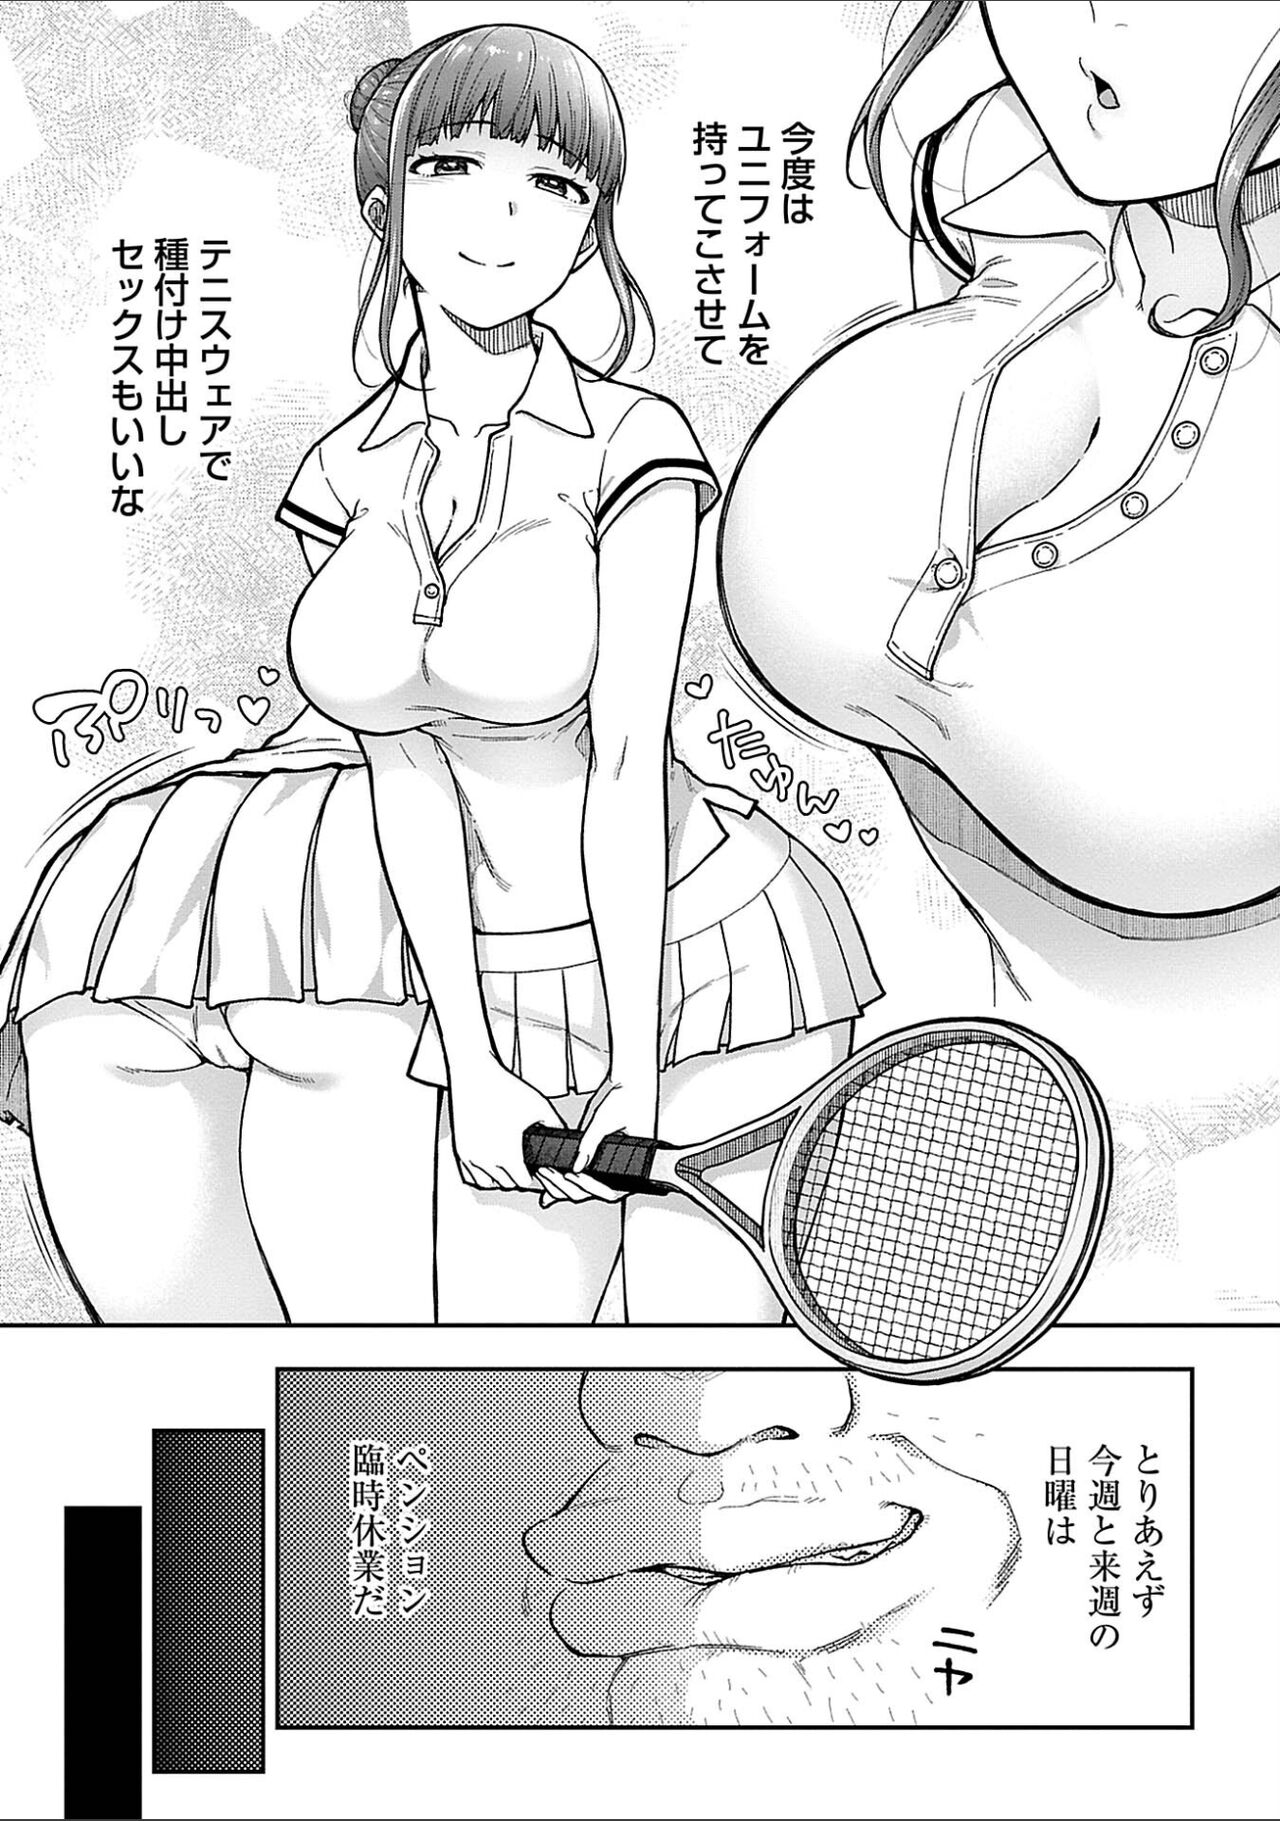 今度は
ユニフォームを
持ってこさせて
テニスウェアで
種付け中出し
セックスもいいな
たゆん
ぷりっ
とりあえず
今週と来週の
日曜は
ペンション
臨時休業だ
ニヤ